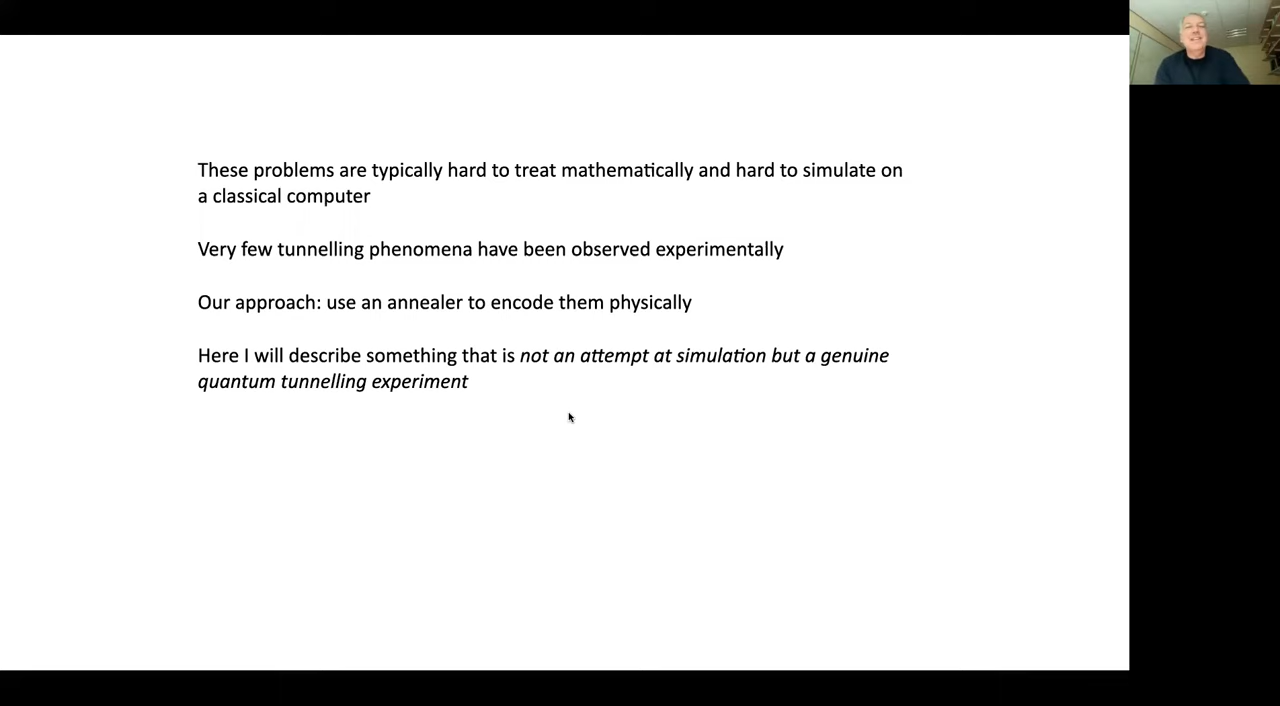 These problems are typically hard to treat mathematically and hard to simulate on
a classical computer
Very few tunnelling phenomena have been observed experimentally
Our approach: use an annealer to encode them physically
Here I will describe something that is not an attempt at simulation but a genuine
quantum tunnelling experiment